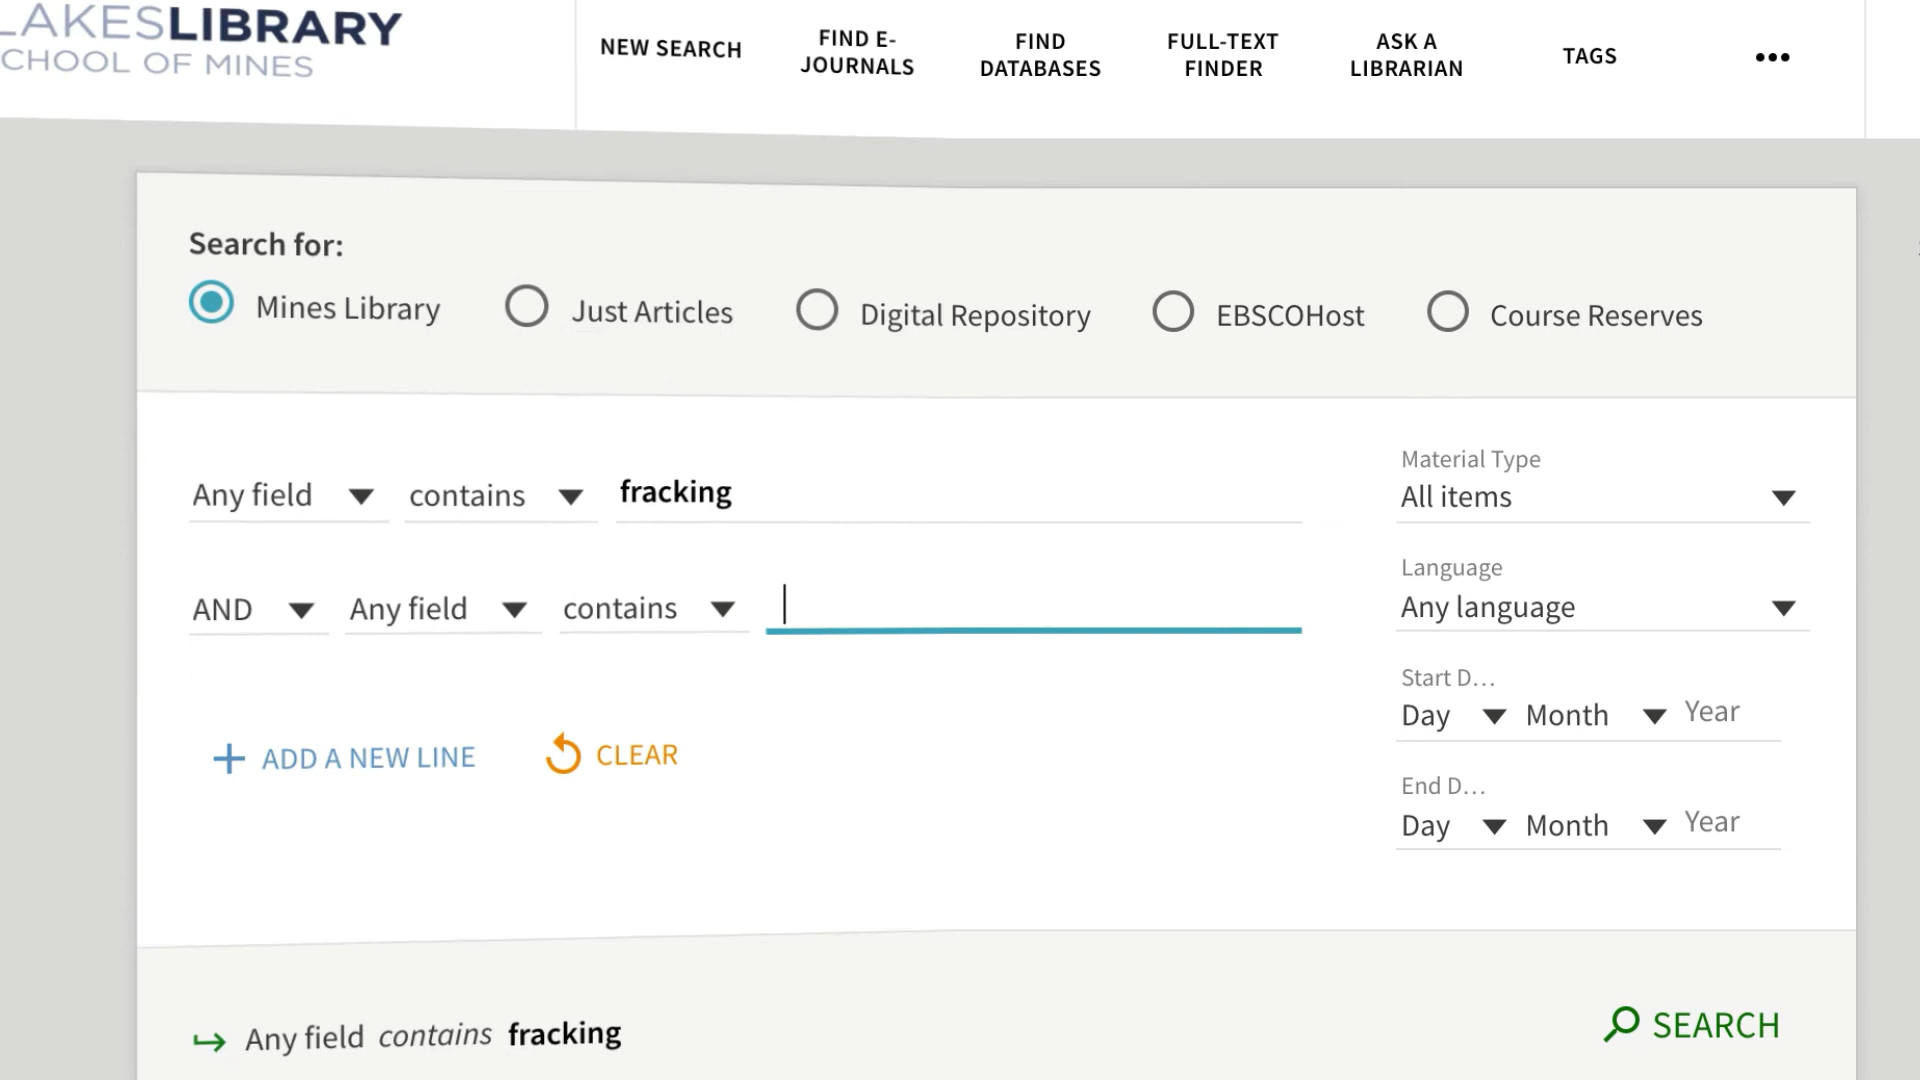 LAKESLIBRARY
CHOOL OF MINES
NEW SEARCH
FIND E-
JOURNALS
FIND
DATABASES
FULL-TEXT
FINDER
ASK A
LIBRARIAN
TAGS
Search for:
Mines Library
Just Articles
Digital Repository
EBSCOHost
Course Reserves
Any field contains fracking
AND Any field contains
+ ADD A NEW LINE
CLEAR
Material Type
All items
Language
Any language
Start D...
Day Month Year
End D...
Day Month Year
Any field contains fracking
SEARCH